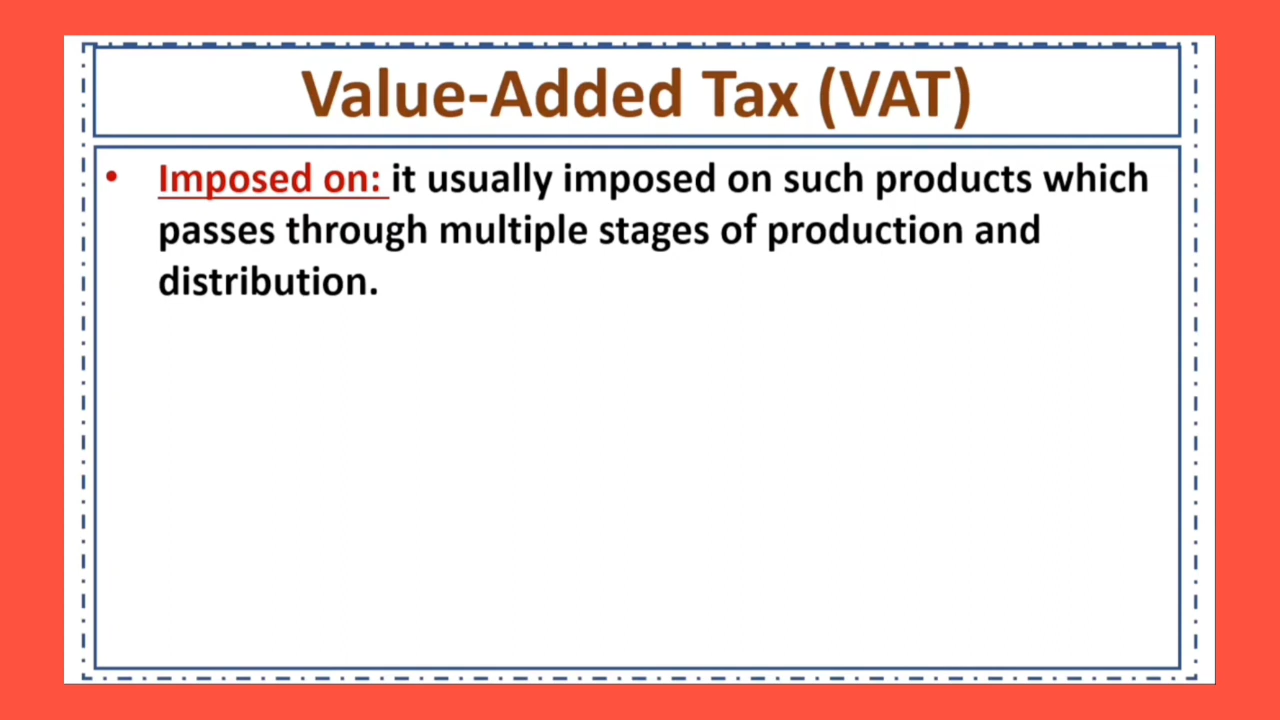 Value-Added Tax (VAT)
• Imposed on: it usually imposed on such products which
passes through multiple stages of production and
distribution.